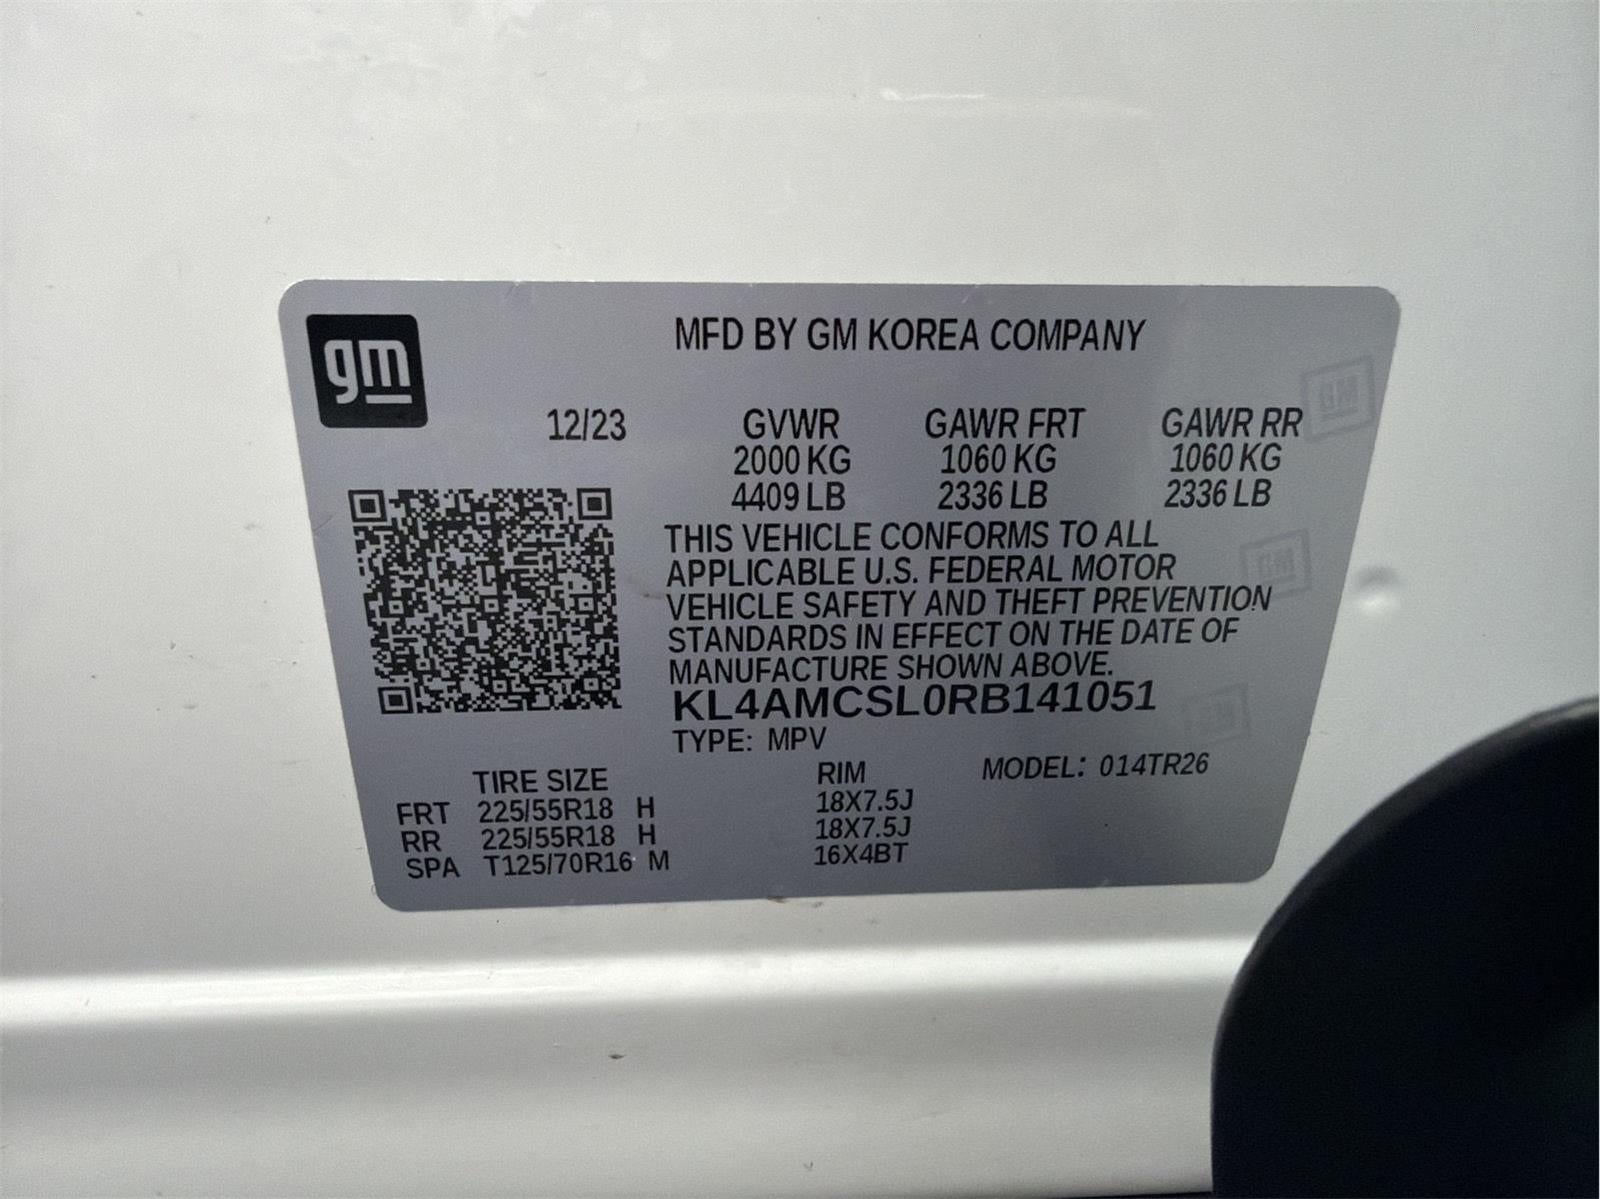 gm
MFD BY GM KOREA COMPANY
12/23 GVWR GAWR FRT GAWR RR
2000 KG 1060 KG 1060 KG
4409 LB 2336 LB 2336 LB
THIS VEHICLE CONFORMS TO ALL
APPLICABLE U.S. FEDERAL MOTOR
VEHICLE SAFETY AND THEFT PREVENTION
STANDARDS IN EFFECT ON THE DATE OF
MANUFACTURE SHOWN ABOVE.
KL4AMCSL0RB141051
TYPE: MPV
TIRE SIZE RIM MODEL: 014TR26
FRT 225/55R18 H 18X7.5J
RR 225/55R18 H 18X7.5J
SPA T125/70R16 M 16X4BT